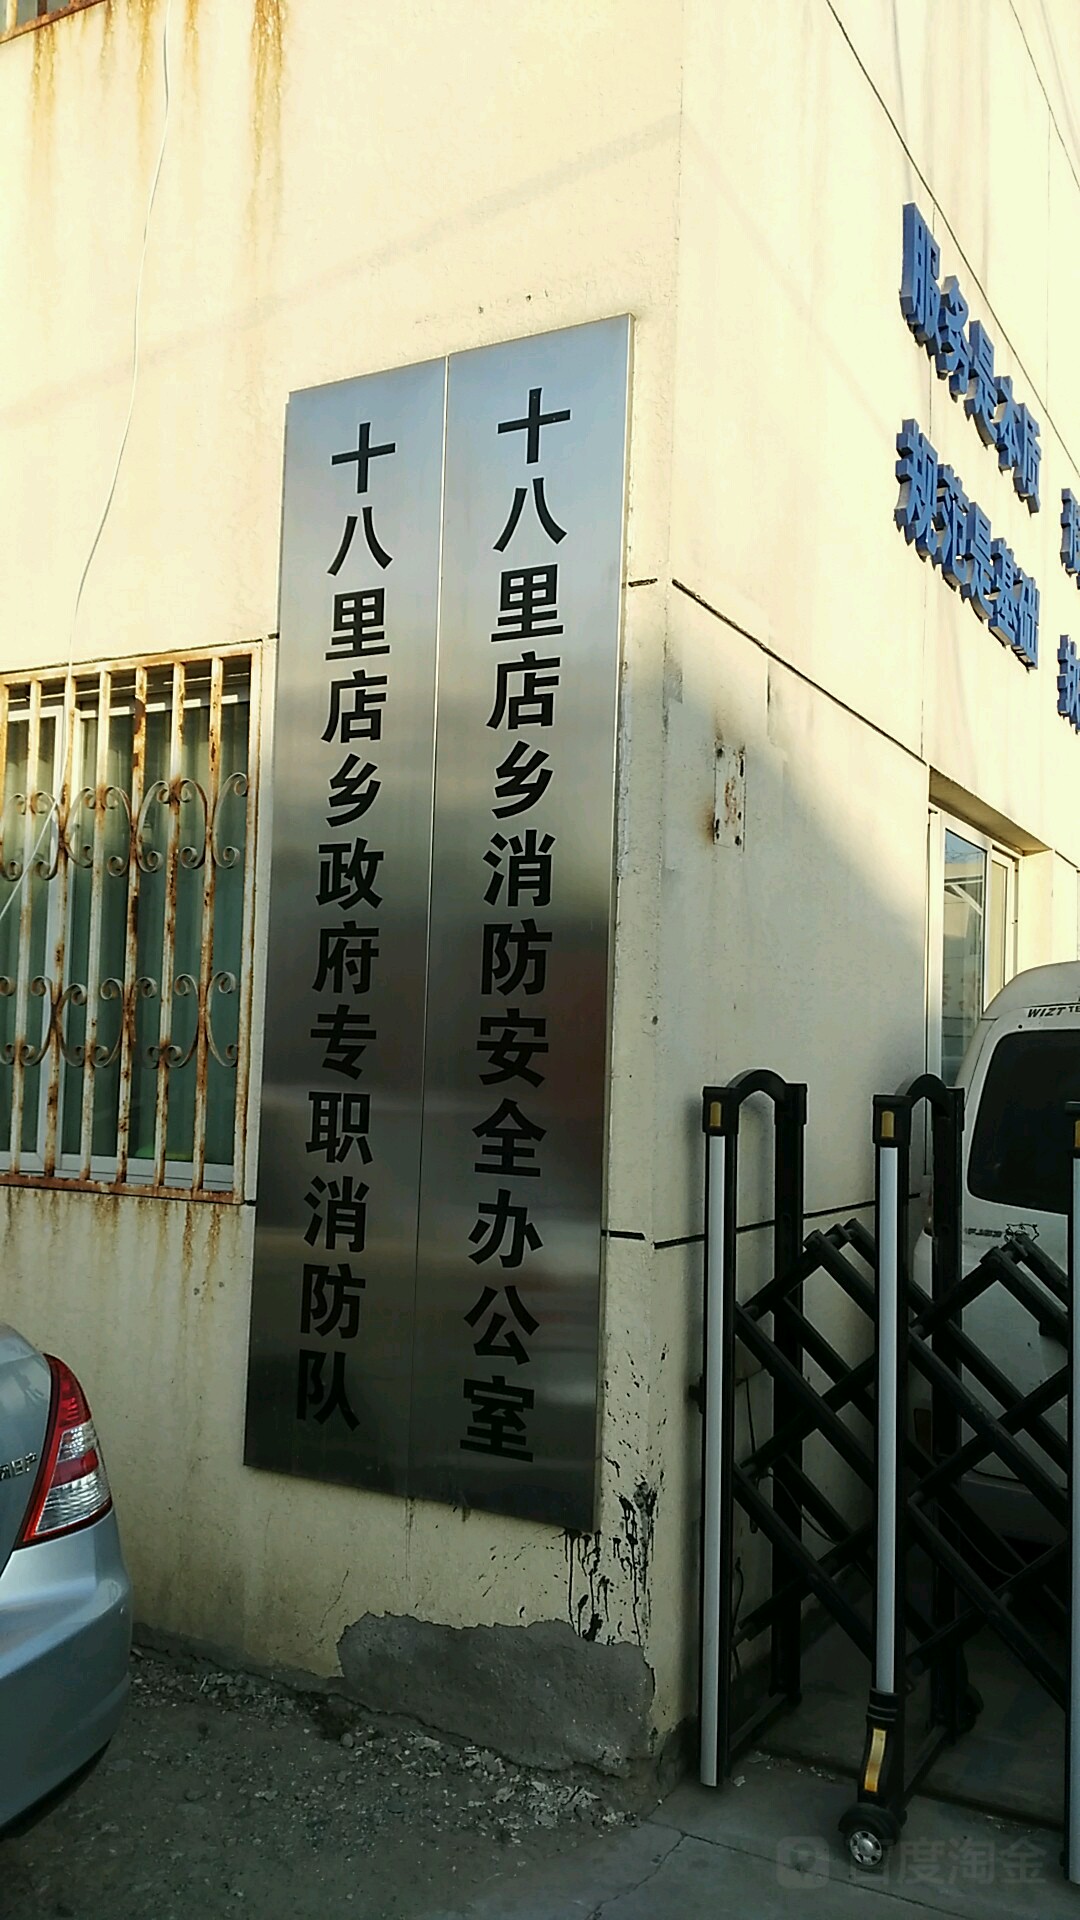 十八里店乡政府专职消防队
十八里店乡消防安全办公室
服务是本质
规范是基础
WIZT
百度淘金